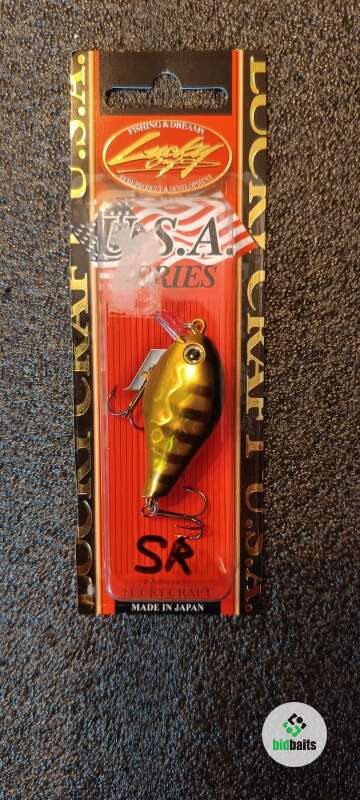 FISHING & DREAMS
Lucky Craft
U.S.A.
SERIES
LUCKY CRAFT U.S.A.
LUCKY CRAFT U.S.A.
SR
LUCKY CRAFT
MADE IN JAPAN
bidbaits